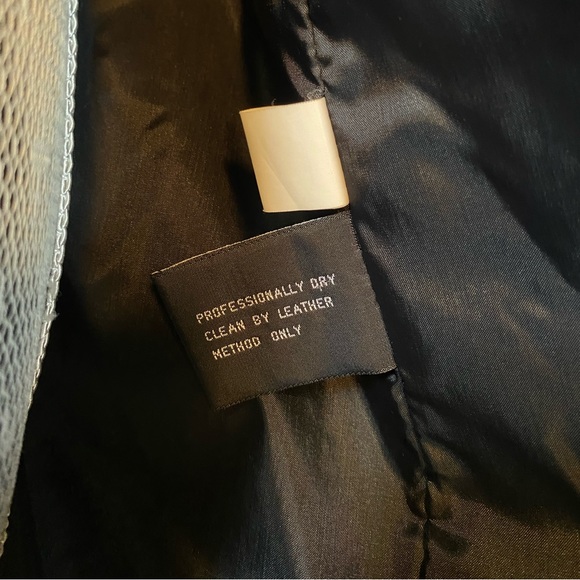 PROFESSIONALLY DRY
CLEAN BY LEATHER
METHOD ONLY